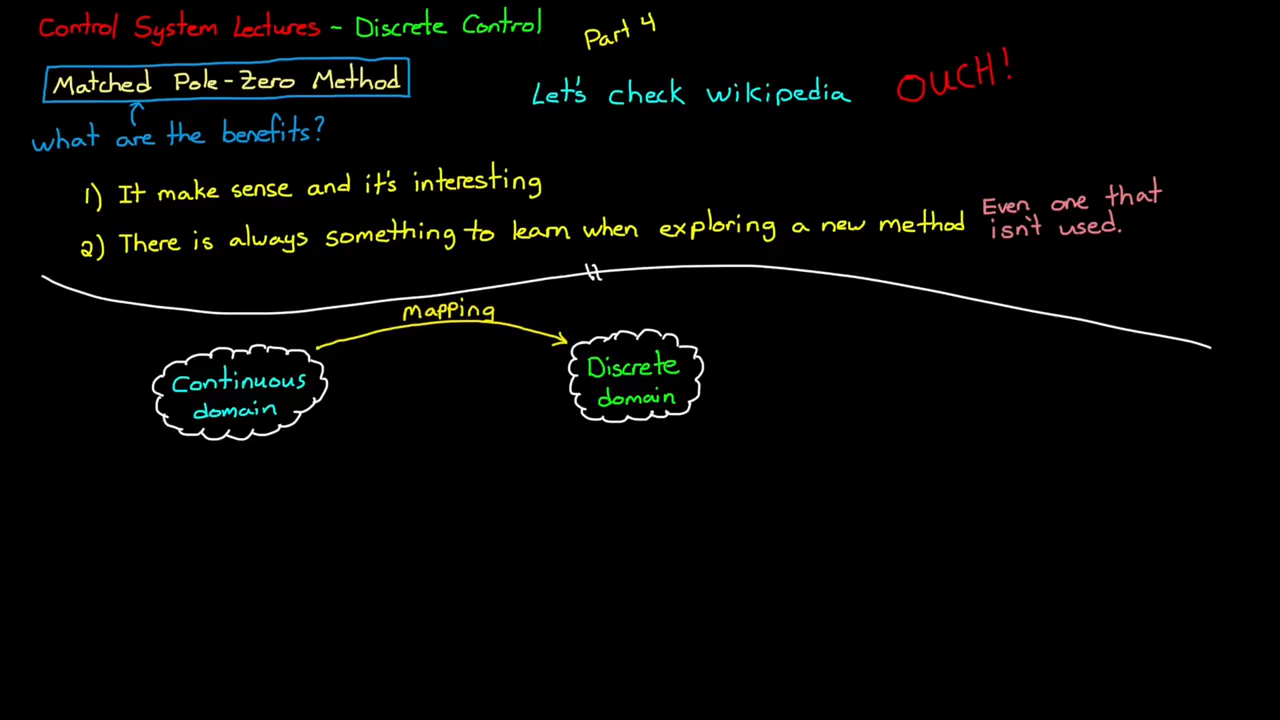 Control System Lectures - Discrete Control
Part 4
Matched Pole-Zero Method
Let's check wikipedia
OUCH!
what are the benefits?
1) It make sense and it's interesting
2) There is always something to learn when exploring a new method
Even one that
isn't used.
mapping
Continuous
domain
Discrete
domain